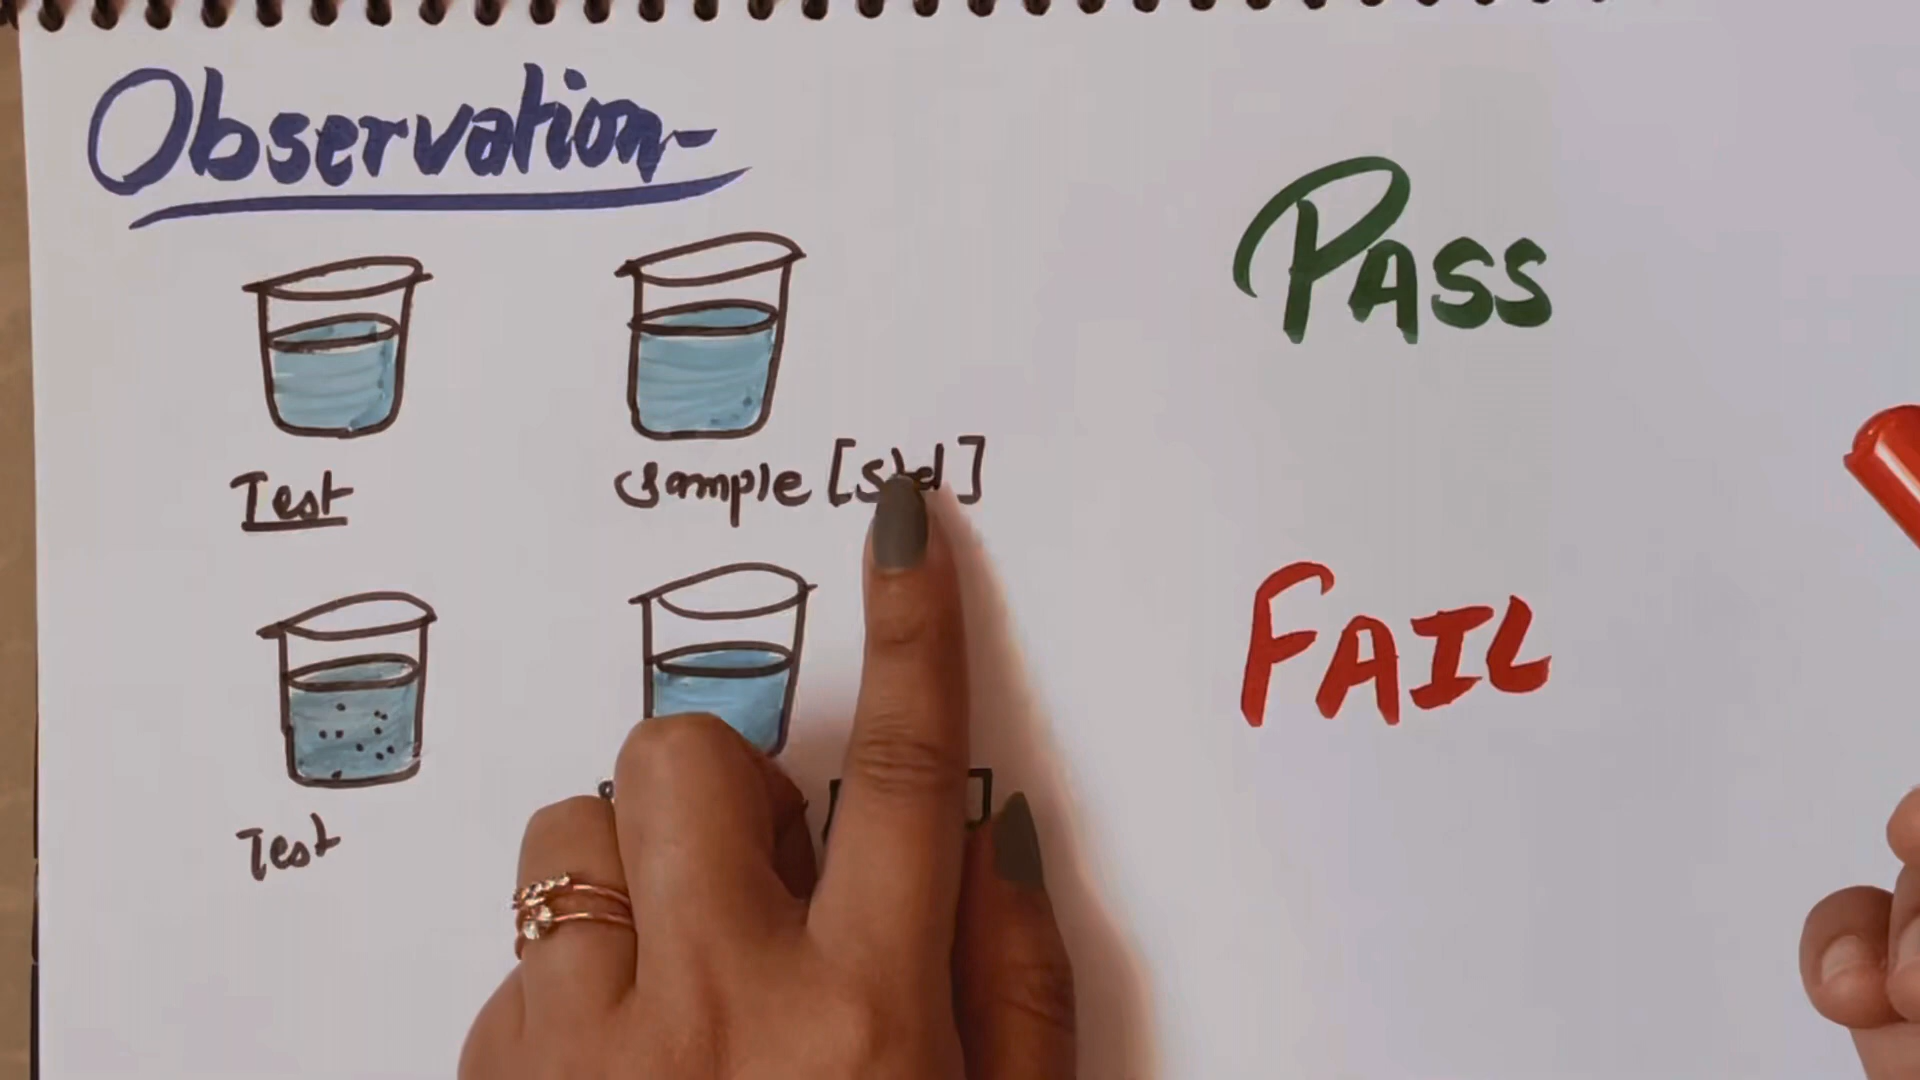 Observation-
PASS
Test
Sample [Std]
FAIL
Test